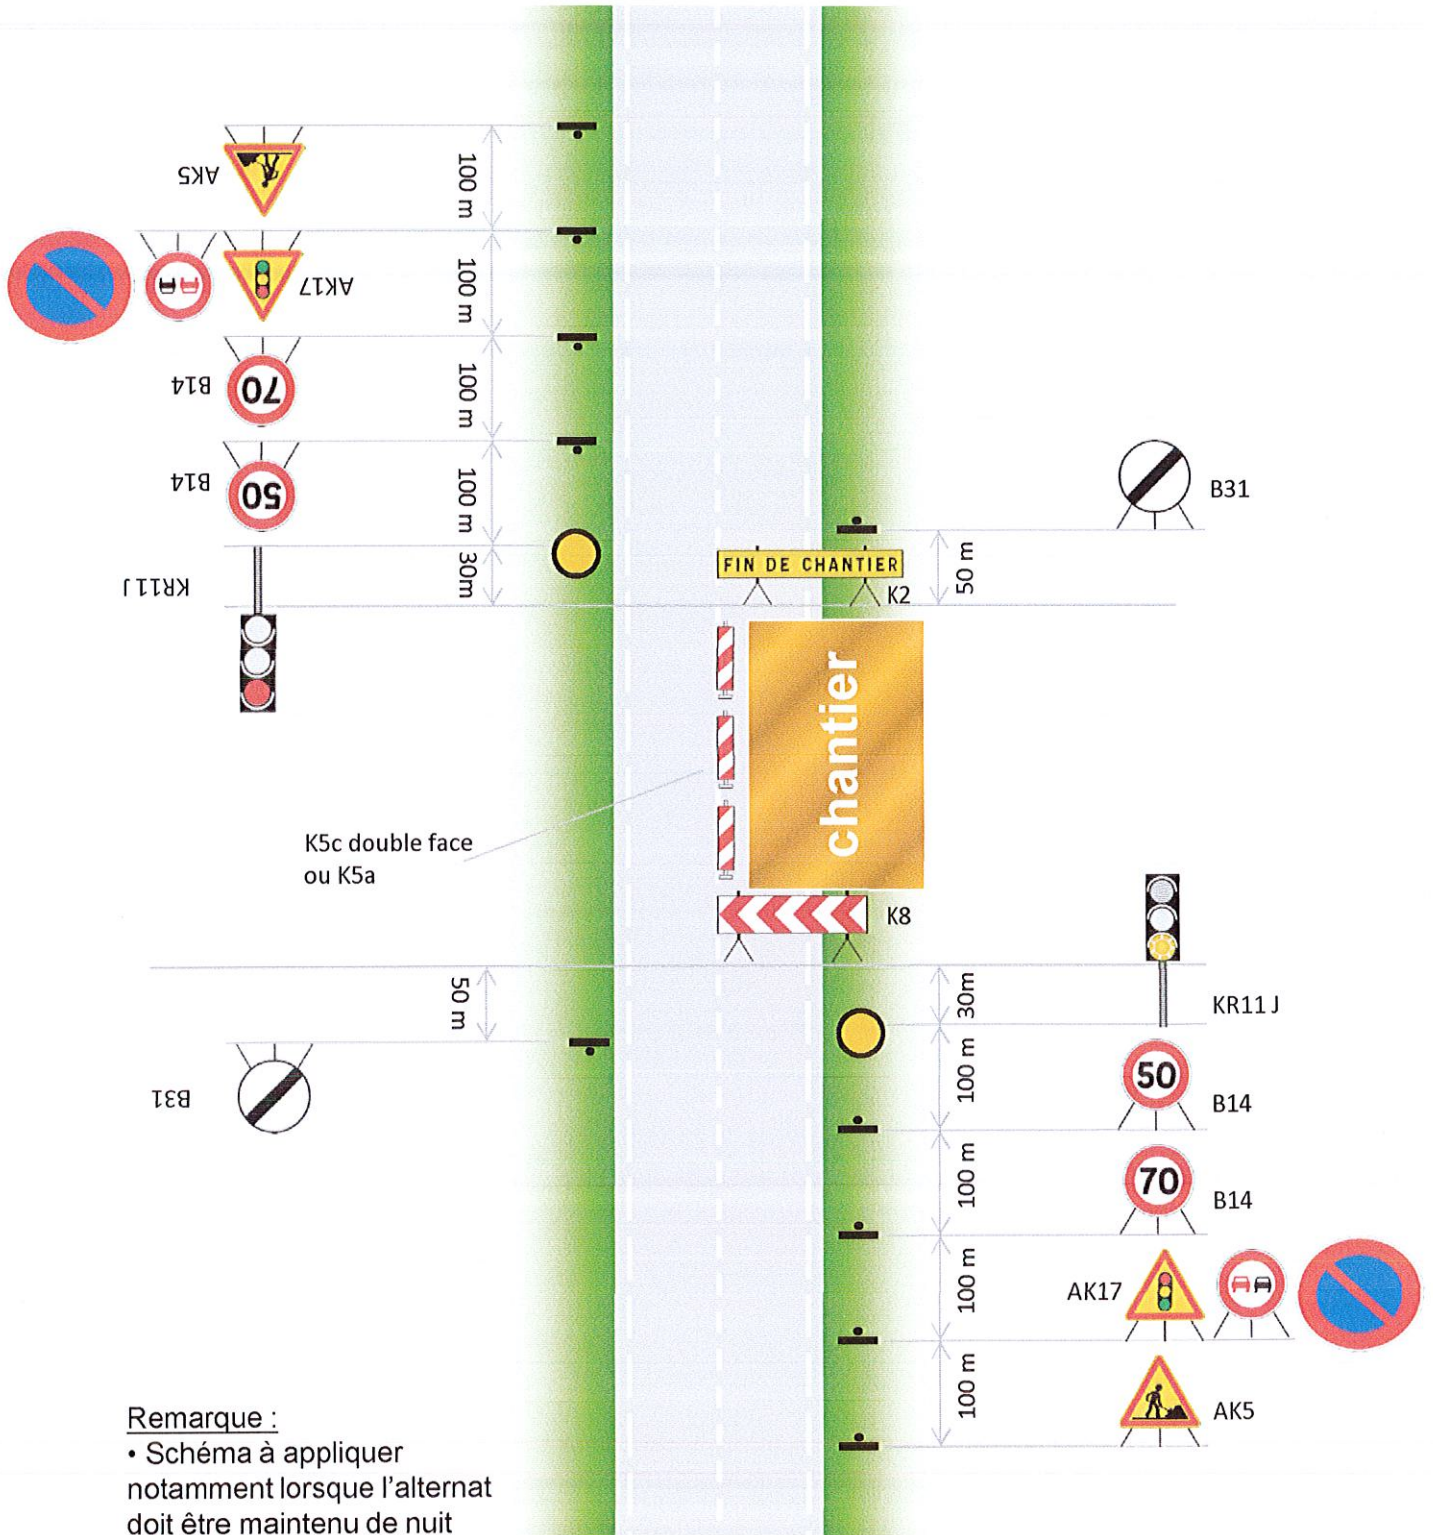 AK5
100 m
AK17
100 m
B14
70
100 m
B14
50
100 m
KR11 J
30m
B31
50 m
FIN DE CHANTIER
K2
chantier
K5c double face
ou K5a
K8
50 m
B31
30m
KR11 J
100 m
50
B14
100 m
70
B14
100 m
AK17
100 m
AK5
Remarque :
• Schéma à appliquer
notamment lorsque l'alternat
doit être maintenu de nuit